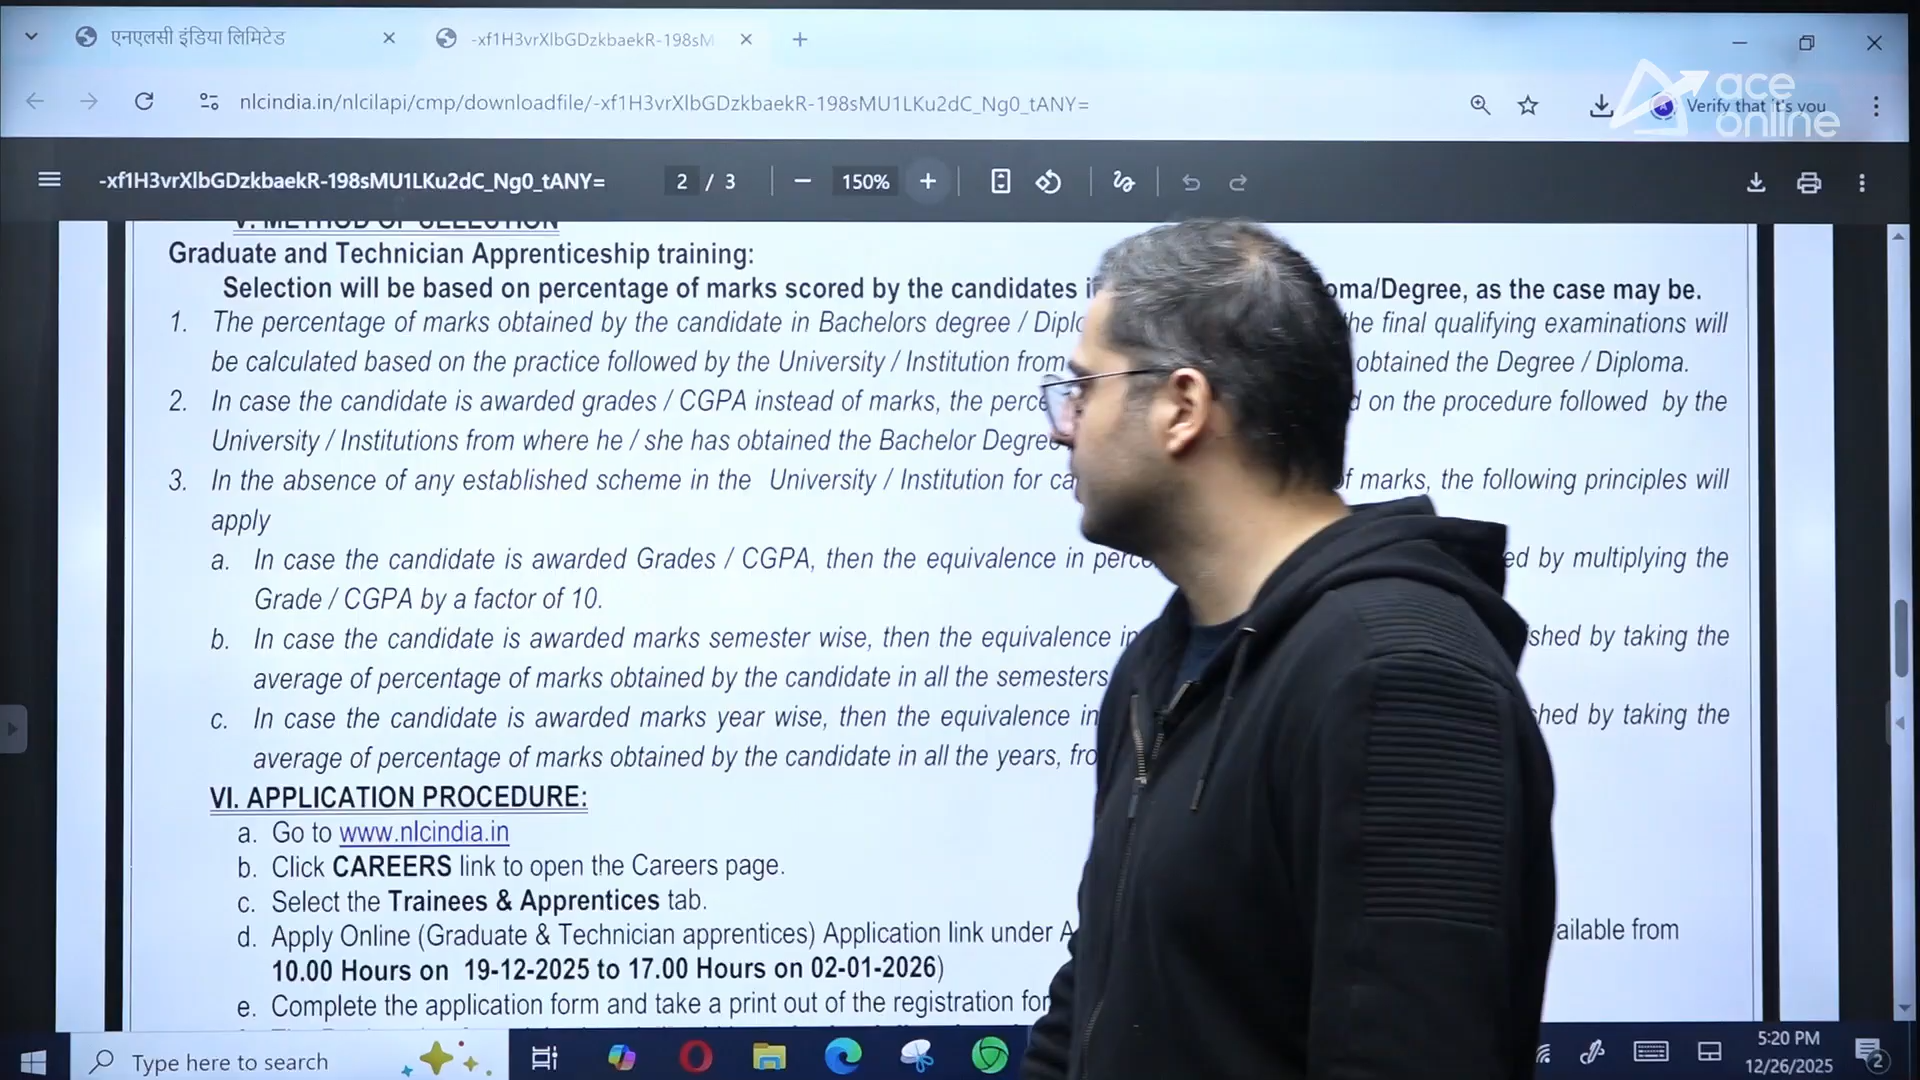 एनएलसी इंडिया लिमिटेड
-xf1H3vrXlbGDzkbaekR-198sM
nlcindia.in/nlcilapi/cmp/downloadfile/-xf1H3vrXlbGDzkbaekR-198sMU1LKu2dC_Ng0_tANY=
Verify that it's you
ace online
-xf1H3vrXlbGDzkbaekR-198sMU1LKu2dC_Ng0_tANY=
2 / 3
150%
V. METHOD OF SELECTION
Graduate and Technician Apprenticeship training:
Selection will be based on percentage of marks scored by the candidates oma/Degree, as the case may be.
1. The percentage of marks obtained by the candidate in Bachelors degree / Diplo the final qualifying examinations will
be calculated based on the practice followed by the University / Institution from obtained the Degree / Diploma.
2. In case the candidate is awarded grades / CGPA instead of marks, the perce on the procedure followed by the
University / Institutions from where he / she has obtained the Bachelor Degree
3. In the absence of any established scheme in the University / Institution for ca of marks, the following principles will
apply
a. In case the candidate is awarded Grades / CGPA, then the equivalence in perce ed by multiplying the
Grade / CGPA by a factor of 10.
b. In case the candidate is awarded marks semester wise, then the equivalence in shed by taking the
average of percentage of marks obtained by the candidate in all the semesters
c. In case the candidate is awarded marks year wise, then the equivalence in hed by taking the
average of percentage of marks obtained by the candidate in all the years, fro
VI. APPLICATION PROCEDURE:
a. Go to www.nlcindia.in
b. Click CAREERS link to open the Careers page.
c. Select the Trainees & Apprentices tab.
d. Apply Online (Graduate & Technician apprentices) Application link under A ailable from
10.00 Hours on 19-12-2025 to 17.00 Hours on 02-01-2026)
e. Complete the application form and take a print out of the registration for
Type here to search
5:20 PM
12/26/2025
2